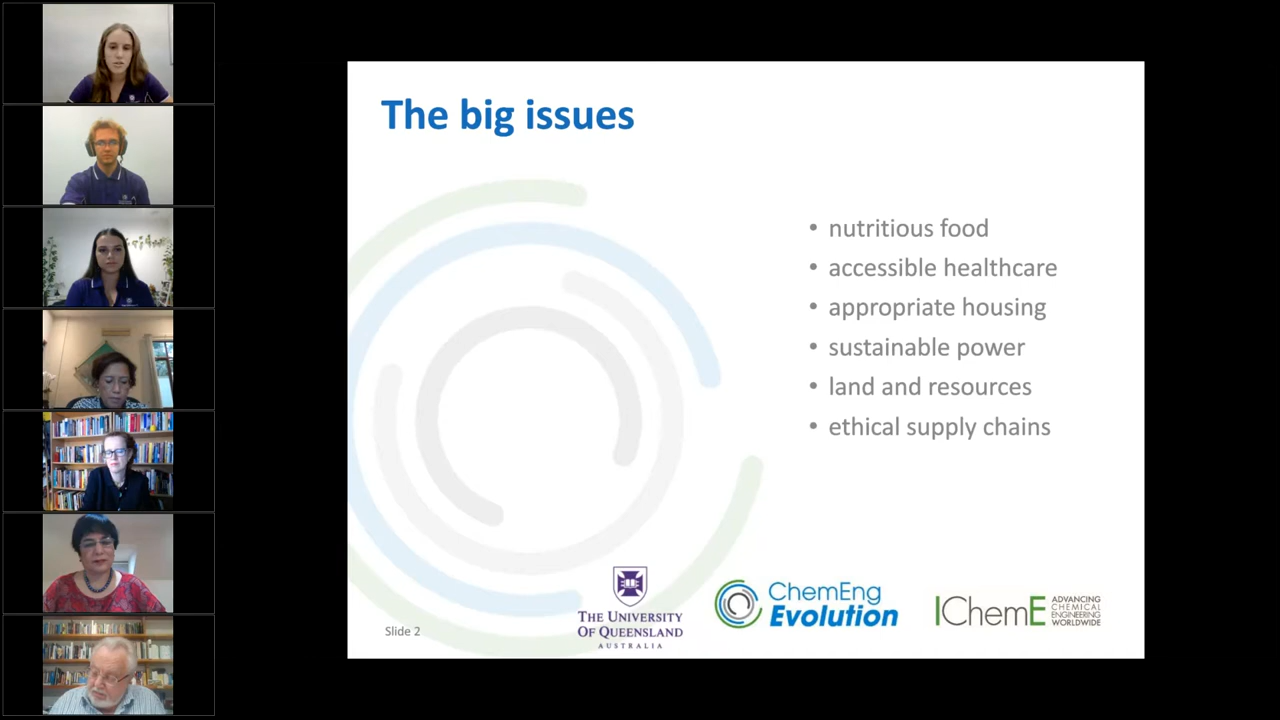 The big issues
• nutritious food
• accessible healthcare
• appropriate housing
• sustainable power
• land and resources
• ethical supply chains
Slide 2
THE UNIVERSITY
OF QUEENSLAND
AUSTRALIA
ChemEng
Evolution
IChemE
ADVANCING
CHEMICAL
ENGINEERING
WORLDWIDE